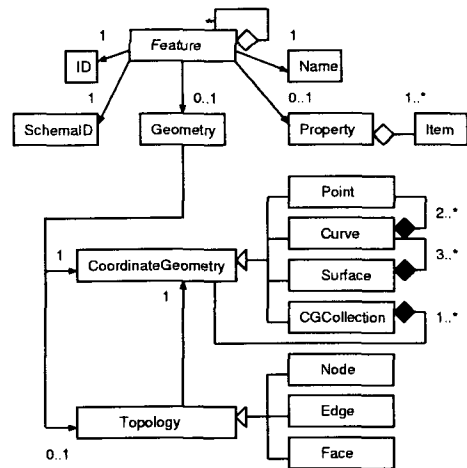 *
1 Feature 1
ID Name
1 0..1 0..1 1..*
SchemaID Geometry Property Item
Point
2..*
Curve
1 3..*
CoordinateGeometry
Surface
1
CGCollection
1..*
Node
Topology Edge
0..1
Face